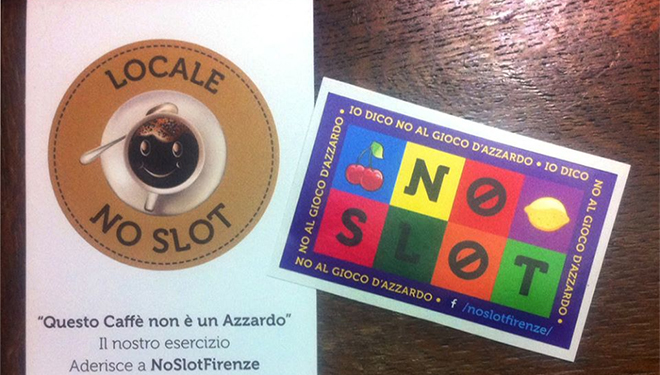 LOCALE
NO SLOT
"Questo Caffè non è un Azzardo"
Il nostro esercizio
Aderisce a NoSlotFirenze
IO DICO NO AL GIOCO D'AZZARDO • IO DICO
NO AL GIOCO D'AZZARDO •
NO AL GIOCO D'AZZARDO •
NO AL GIOCO D'AZZARDO •
NO
SLOT
f /noslotfirenze/